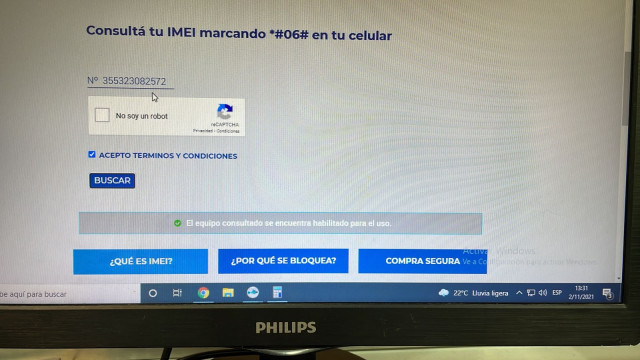 Consultá tu IMEI marcando *#06# en tu celular
Nº 355323082572
No soy un robot
reCAPTCHA
Privacidad - Condiciones
ACEPTO TERMINOS Y CONDICIONES
BUSCAR
El equipo consultado se encuentra habilitado para el uso.
¿QUÉ ES IMEI?
¿POR QUÉ SE BLOQUEA?
COMPRA SEGURA
Activar Windows
Ve a Configuración para activar Windows.
be aquí para buscar
22°C Lluvia ligera
ESP
13:31
2/11/2021
3
PHILIPS